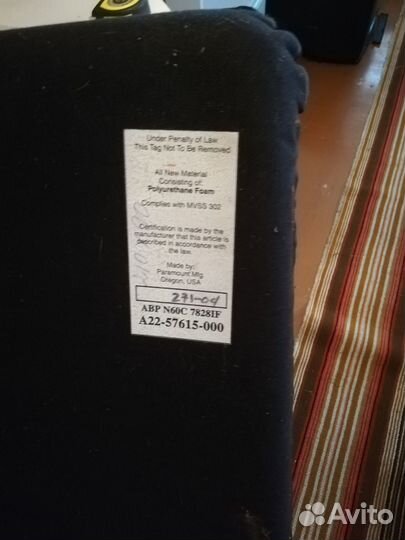 Under Penalty of Law
This Tag Not To Be Removed
All New Material
Consisting of:
Polyurethane Foam
Complies with MVSS 302
Certification is made by the
manufacturer that this article is
described in accordance with
the law.
Made by:
Paramount Mfg.
Oregon, USA
271-04
ABP N60C 7828IF
A22-57615-000
Avito